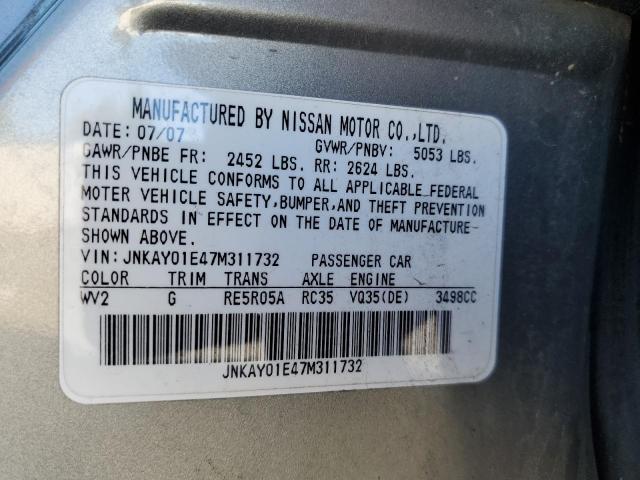 MANUFACTURED BY NISSAN MOTOR CO.,LTD.
DATE: 07/07 GVWR/PNBV: 5053 LBS.
GAWR/PNBE FR: 2452 LBS. RR: 2624 LBS.
THIS VEHICLE CONFORMS TO ALL APPLICABLE FEDERAL
MOTER VEHICLE SAFETY,BUMPER,AND THEFT PREVENTION
STANDARDS IN EFFECT ON THE DATE OF MANUFACTURE
SHOWN ABOVE.
VIN: JNKAY01E47M311732 PASSENGER CAR
COLOR TRIM TRANS AXLE ENGINE
WV2 G RE5R05A RC35 VQ35(DE) 3498CC
JNKAY01E47M311732